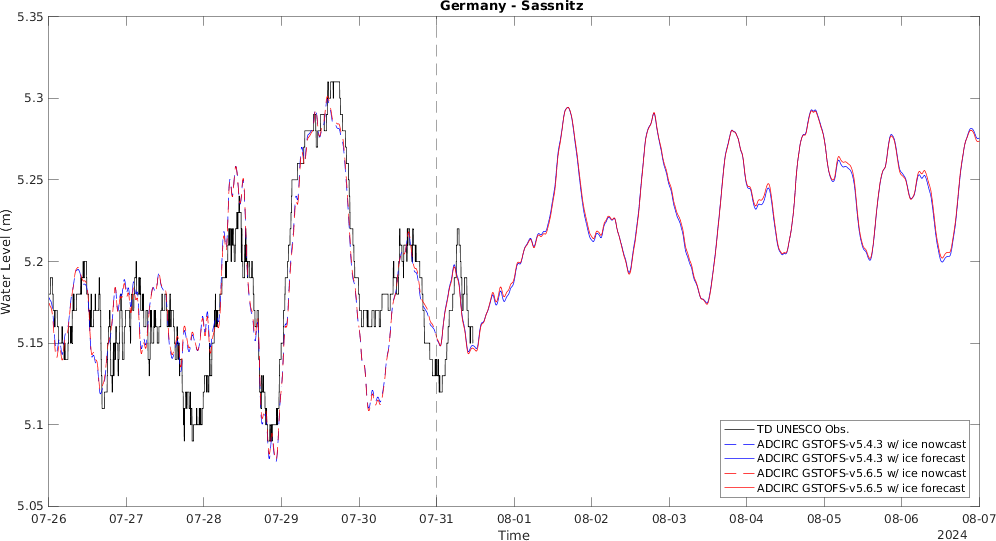 Germany - Sassnitz
5.35
5.3
5.25
5.2
5.15
5.1
5.05
Water Level (m)
07-26 07-27 07-28 07-29 07-30 07-31 08-01 08-02 08-03 08-04 08-05 08-06 08-07
Time
2024
TD UNESCO Obs.
ADCIRC GSTOFS-v5.4.3 w/ ice nowcast
ADCIRC GSTOFS-v5.4.3 w/ ice forecast
ADCIRC GSTOFS-v5.6.5 w/ ice nowcast
ADCIRC GSTOFS-v5.6.5 w/ ice forecast